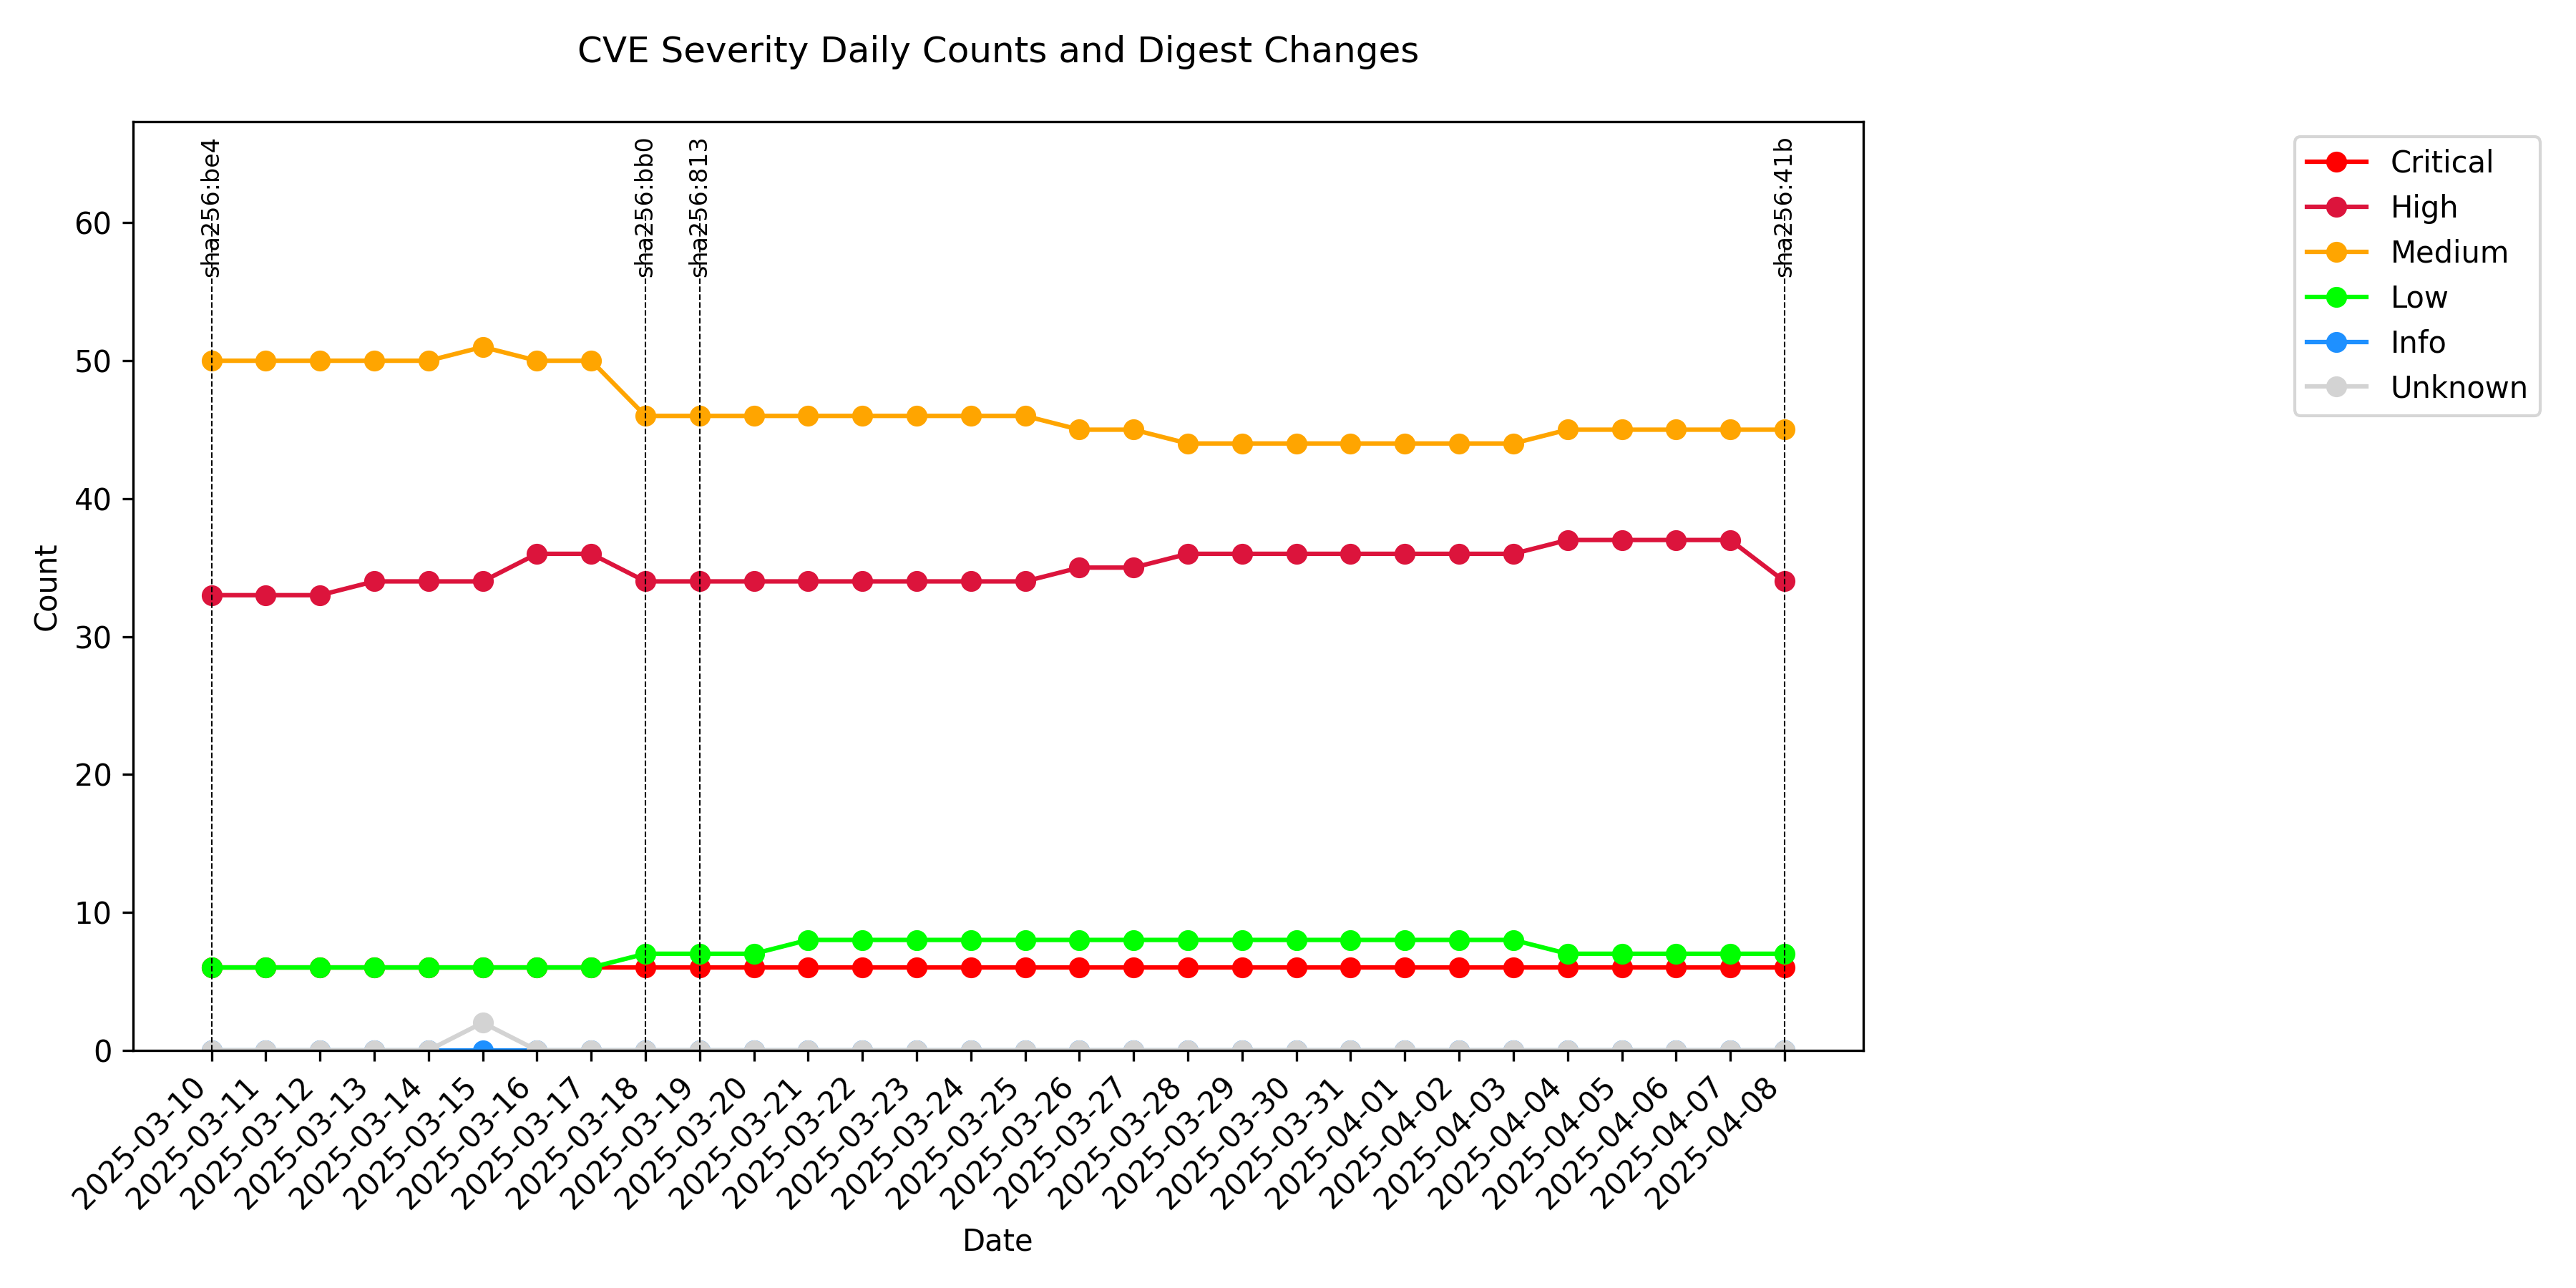 CVE Severity Daily Counts and Digest Changes
sha256:be4
sha256:bb0
sha256:813
sha256:41b
Critical
High
Medium
Low
Info
Unknown
Count
60
50
40
30
20
10
0
2025-03-10
2025-03-11
2025-03-12
2025-03-13
2025-03-14
2025-03-15
2025-03-16
2025-03-17
2025-03-18
2025-03-19
2025-03-20
2025-03-21
2025-03-22
2025-03-23
2025-03-24
2025-03-25
2025-03-26
2025-03-27
2025-03-28
2025-03-29
2025-03-30
2025-03-31
2025-04-01
2025-04-02
2025-04-03
2025-04-04
2025-04-05
2025-04-06
2025-04-07
2025-04-08
Date